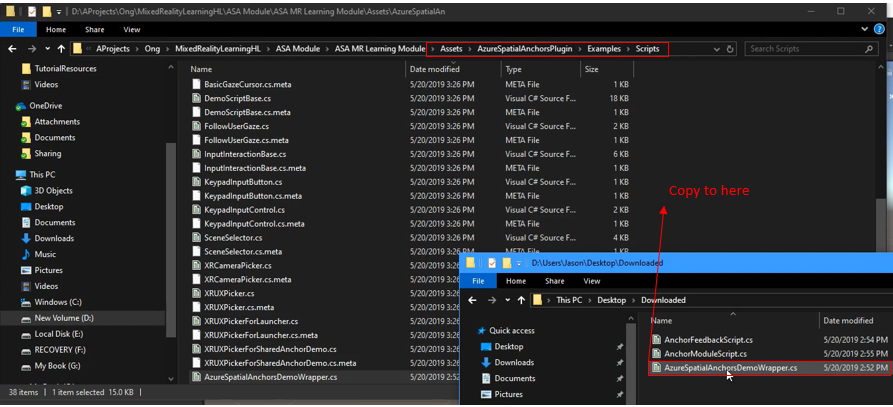 D:\AProjects\Ong\MixedRealityLearningHL\ASA Module\ASA MR Learning Module\Assets\AzureSpatialAn
File Home Share View
AProjects > Ong > MixedRealityLearningHL > ASA Module > ASA MR Learning Module > Assets > AzureSpatialAnchorsPlugin > Examples > Scripts
Search Scripts
TutorialResources
Videos
OneDrive
Attachments
Documents
Sharing
This PC
3D Objects
Desktop
Documents
Downloads
Music
Pictures
Videos
Windows (C:)
New Volume (D:)
Local Disk (E:)
RECOVERY (F:)
My Book (G:)
Name Date modified Type Size
BasicGazeCursor.cs.meta 5/20/2019 3:26 PM META File 1 KB
DemoScriptBase.cs 5/20/2019 3:26 PM Visual C# Source F... 18 KB
DemoScriptBase.cs.meta 5/20/2019 3:26 PM META File 1 KB
FollowUserGaze.cs 5/20/2019 3:26 PM Visual C# Source F... 2 KB
FollowUserGaze.cs.meta 5/20/2019 3:26 PM META File 1 KB
InputInteractionBase.cs 5/20/2019 3:26 PM Visual C# Source F... 6 KB
InputInteractionBase.cs.meta 5/20/2019 3:26 PM META File 1 KB
KeypadInputButton.cs 5/20/2019 3:26 PM Visual C# Source F... 1 KB
KeypadInputButton.cs.meta 5/20/2019 3:26 PM META File 1 KB
KeypadInputControl.cs 5/20/2019 3:26 PM Visual C# Source F... 2 KB
KeypadInputControl.cs.meta 5/20/2019 3:26 PM META File 1 KB
SceneSelector.cs 5/20/2019 3:26 PM Visual C# Source F... 4 KB
SceneSelector.cs.meta 5/20/2019 3:26 PM META File 1 KB
XRCameraPicker.cs 5/20/2019 3:26
XRCameraPicker.cs.meta 5/20/2019 3:26
XRUXPicker.cs 5/20/2019 3:26
XRUXPicker.cs.meta 5/20/2019 3:26
XRUXPickerForLauncher.cs 5/20/2019 3:26
XRUXPickerForLauncher.cs.meta 5/20/2019 3:26
XRUXPickerForSharedAnchorDemo.cs 5/20/2019 3:26
XRUXPickerForSharedAnchorDemo.cs.meta 5/20/2019 3:26
AzureSpatialAnchorsDemoWrapper.cs 5/20/2019 2:52
38 items 1 item selected 15.0 KB
Copy to here
D:\Users\Jason\Desktop\Downloaded
File Home Share View
This PC > Desktop > Downloaded
Quick access
Desktop
Downloads
Documents
Pictures
Name Date modified
AnchorFeedbackScript.cs 5/20/2019 2:54 PM
AnchorModuleScript.cs 5/20/2019 2:55 PM
AzureSpatialAnchorsDemoWrapper.cs 5/20/2019 2:52 PM